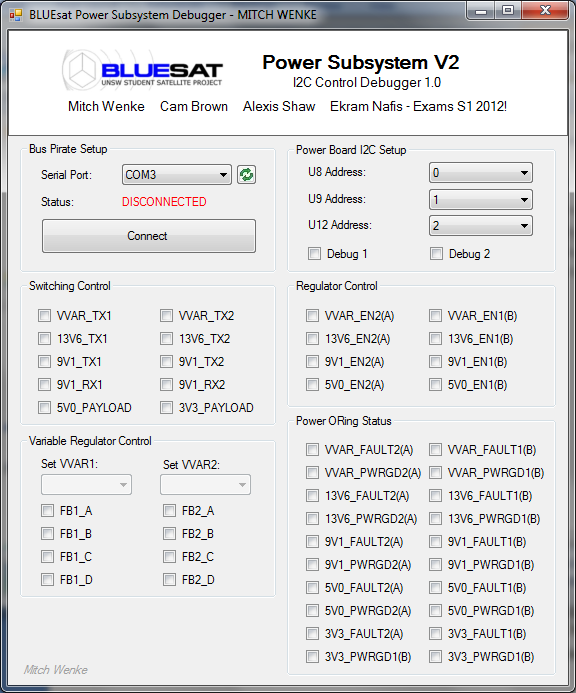 BLUEsat Power Subsystem Debugger - MITCH WENKE
BLUESAT
UNSW STUDENT SATELLITE PROJECT
Power Subsystem V2
I2C Control Debugger 1.0
Mitch Wenke Cam Brown Alexis Shaw Ekram Nafis - Exams S1 2012!
Bus Pirate Setup
Serial Port: COM3
Status: DISCONNECTED
Connect
Power Board I2C Setup
U8 Address: 0
U9 Address: 1
U12 Address: 2
Debug 1 Debug 2
Switching Control
VVAR_TX1 VVAR_TX2
13V6_TX1 13V6_TX2
9V1_TX1 9V1_TX2
9V1_RX1 9V1_RX2
5V0_PAYLOAD 3V3_PAYLOAD
Regulator Control
VVAR_EN2(A) VVAR_EN1(B)
13V6_EN2(A) 13V6_EN1(B)
9V1_EN2(A) 9V1_EN1(B)
5V0_EN2(A) 5V0_EN1(B)
Variable Regulator Control
Set VVAR1: Set VVAR2:
FB1_A FB2_A
FB1_B FB2_B
FB1_C FB2_C
FB1_D FB2_D
Power ORing Status
VVAR_FAULT2(A) VVAR_FAULT1(B)
VVAR_PWRGD2(A) VVAR_PWRGD1(B)
13V6_FAULT2(A) 13V6_FAULT1(B)
13V6_PWRGD2(A) 13V6_PWRGD1(B)
9V1_FAULT2(A) 9V1_FAULT1(B)
9V1_PWRGD2(A) 9V1_PWRGD1(B)
5V0_FAULT2(A) 5V0_FAULT1(B)
5V0_PWRGD2(A) 5V0_PWRGD1(B)
3V3_FAULT2(A) 3V3_FAULT1(B)
3V3_PWRGD1(B) 3V3_PWRGD1(B)
Mitch Wenke